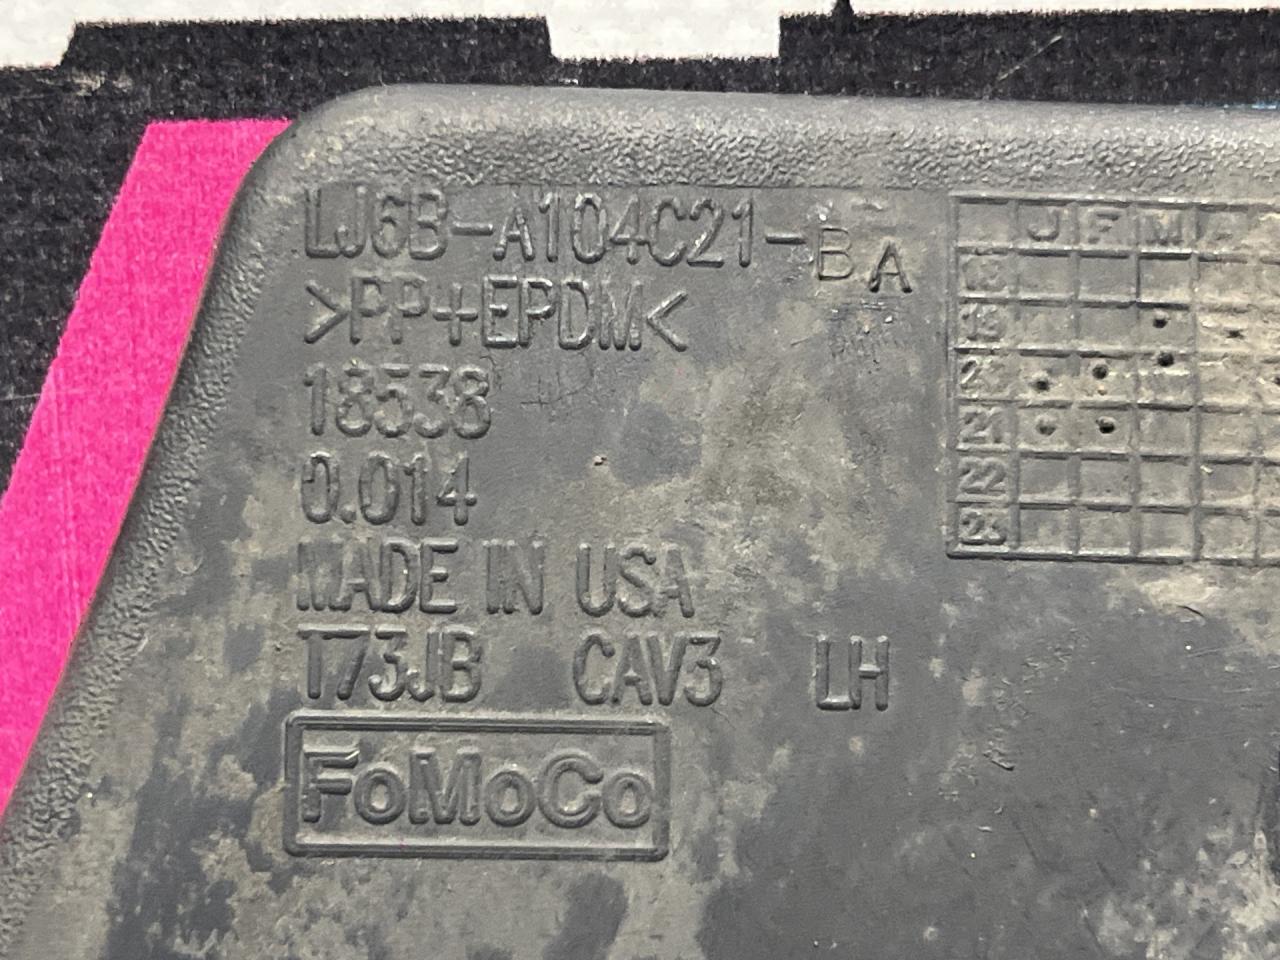 LJ6B-A104C21-BA
>PP+EPDM<
18538
0.014
MADE IN USA
T73JB CAV3 LH
FoMoCo
J F M A
18
19
20
21
22
23